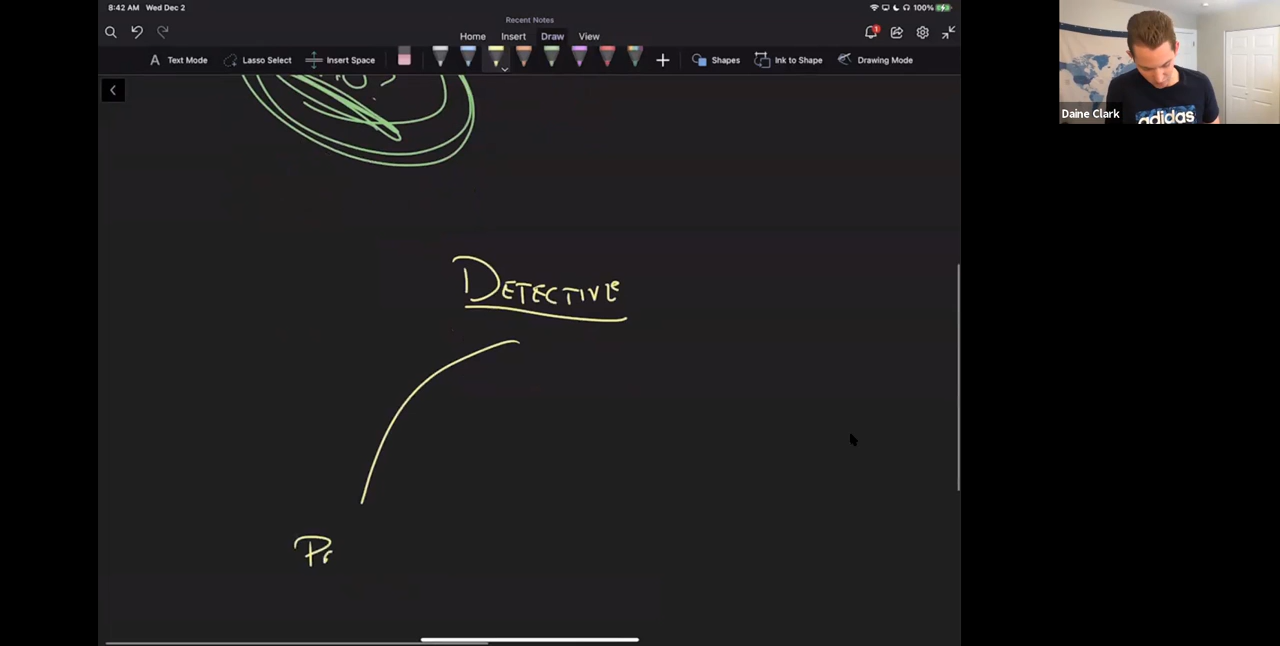 8:42 AM Wed Dec 2
100%
Recent Notes
Home Insert Draw View
1
Text Mode Lasso Select Insert Space Shapes Ink to Shape Drawing Mode
DETECTIVE
Daine Clark
adidas